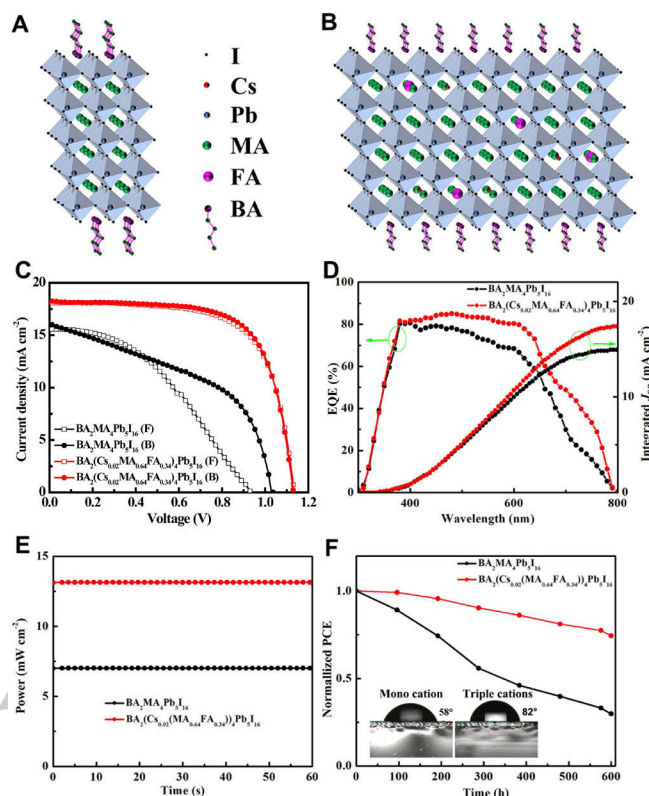 A
I
Cs
Pb
MA
FA
BA
B
C
Current density (mA cm⁻²)
20
15
10
5
0
BA₂MA₄Pb₅I₁₆ (F)
BA₂MA₄Pb₅I₁₆ (B)
BA₂(Cs₀.₀₂MA₀.₆₄FA₀.₃₄)₄Pb₅I₁₆ (F)
BA₂(Cs₀.₀₂MA₀.₆₄FA₀.₃₄)₄Pb₅I₁₆ (B)
0.0 0.2 0.4 0.6 0.8 1.0 1.2
Voltage (V)
D
BA₂MA₄Pb₅I₁₆
BA₂(Cs₀.₀₂MA₀.₆₄FA₀.₃₄)₄Pb₅I₁₆
EQE (%)
100
80
60
40
20
0
20
10
0
(mA cm⁻²)
Integrated
400 500 600 700 800
Wavelength (nm)
E
Power (mW cm⁻²)
15
10
5
0
BA₂MA₄Pb₅I₁₆
BA₂(Cs₀.₀₂(MA₀.₆₄FA₀.₃₄))₄Pb₅I₁₆
0 10 20 30 40 50 60
Time (s)
F
BA₂MA₄Pb₅I₁₆
BA₂(Cs₀.₀₂(MA₀.₆₄FA₀.₃₄))₄Pb₅I₁₆
Normallized PCE
1.0
0.5
0.0
Mono cation
58°
Triple cations
82°
0 100 200 300 400 500 600
Time (h)